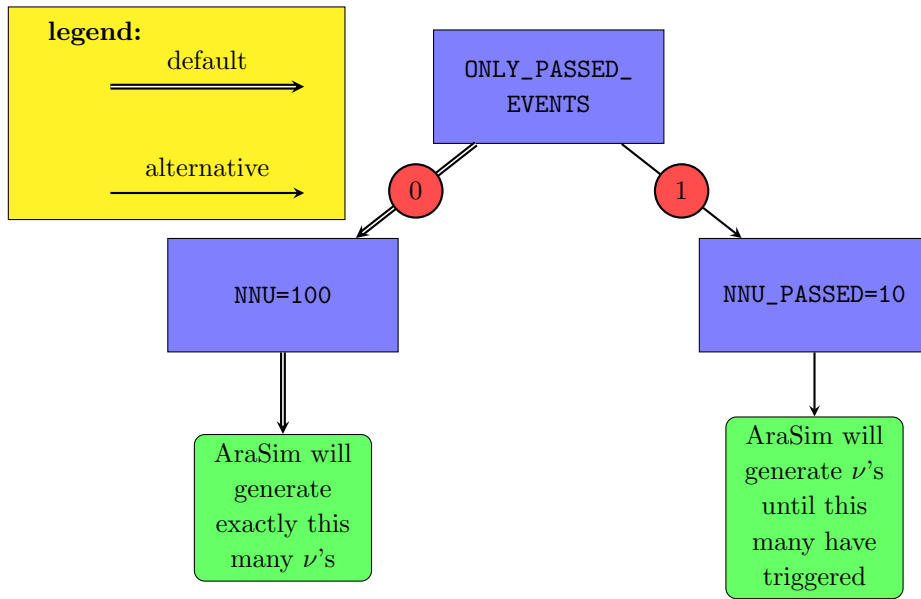 legend:
default
alternative
ONLY_PASSED_
EVENTS
0
1
NNU=100
NNU_PASSED=10
AraSim will
generate
exactly this
many ν's
AraSim will
generate ν's
until this
many have
triggered